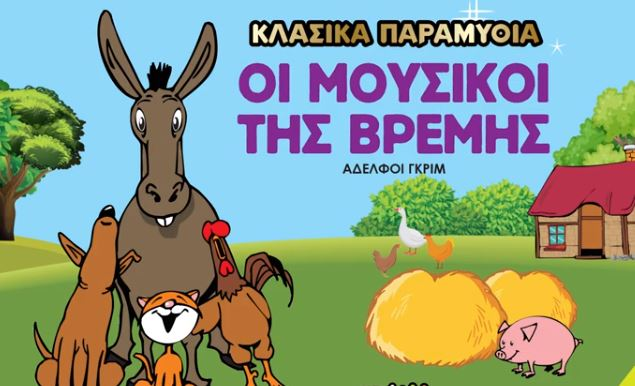 ΚΛΑΣΙΚΑ ΠΑΡΑΜΥΘΙΑ
ΟΙ ΜΟΥΣΙΚΟΙ
ΤΗΣ ΒΡΕΜΗΣ
ΑΔΕΛΦΟΙ ΓΚΡΙΜ